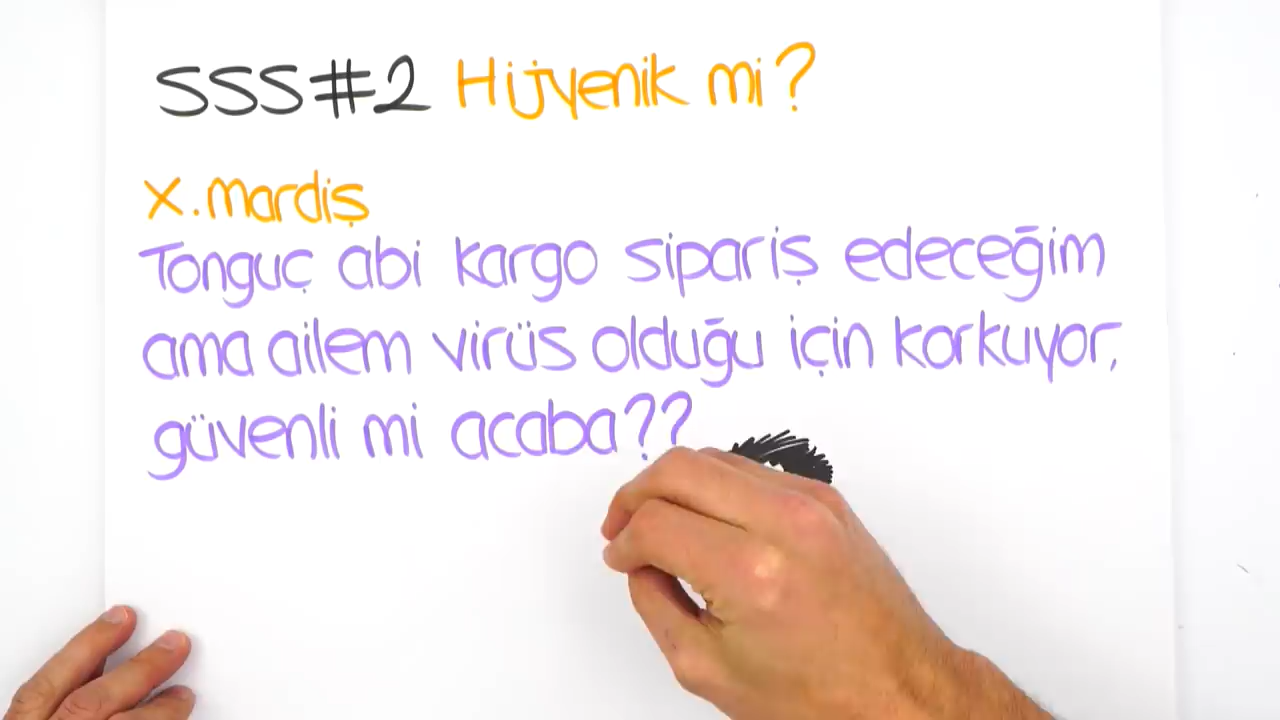 SSS#2 Hijyenik mi?
x.mardiş
Tonguç abi kargo sipariş edeceğim
ama ailem virüs olduğu için korkuyor,
güvenli mi acaba??